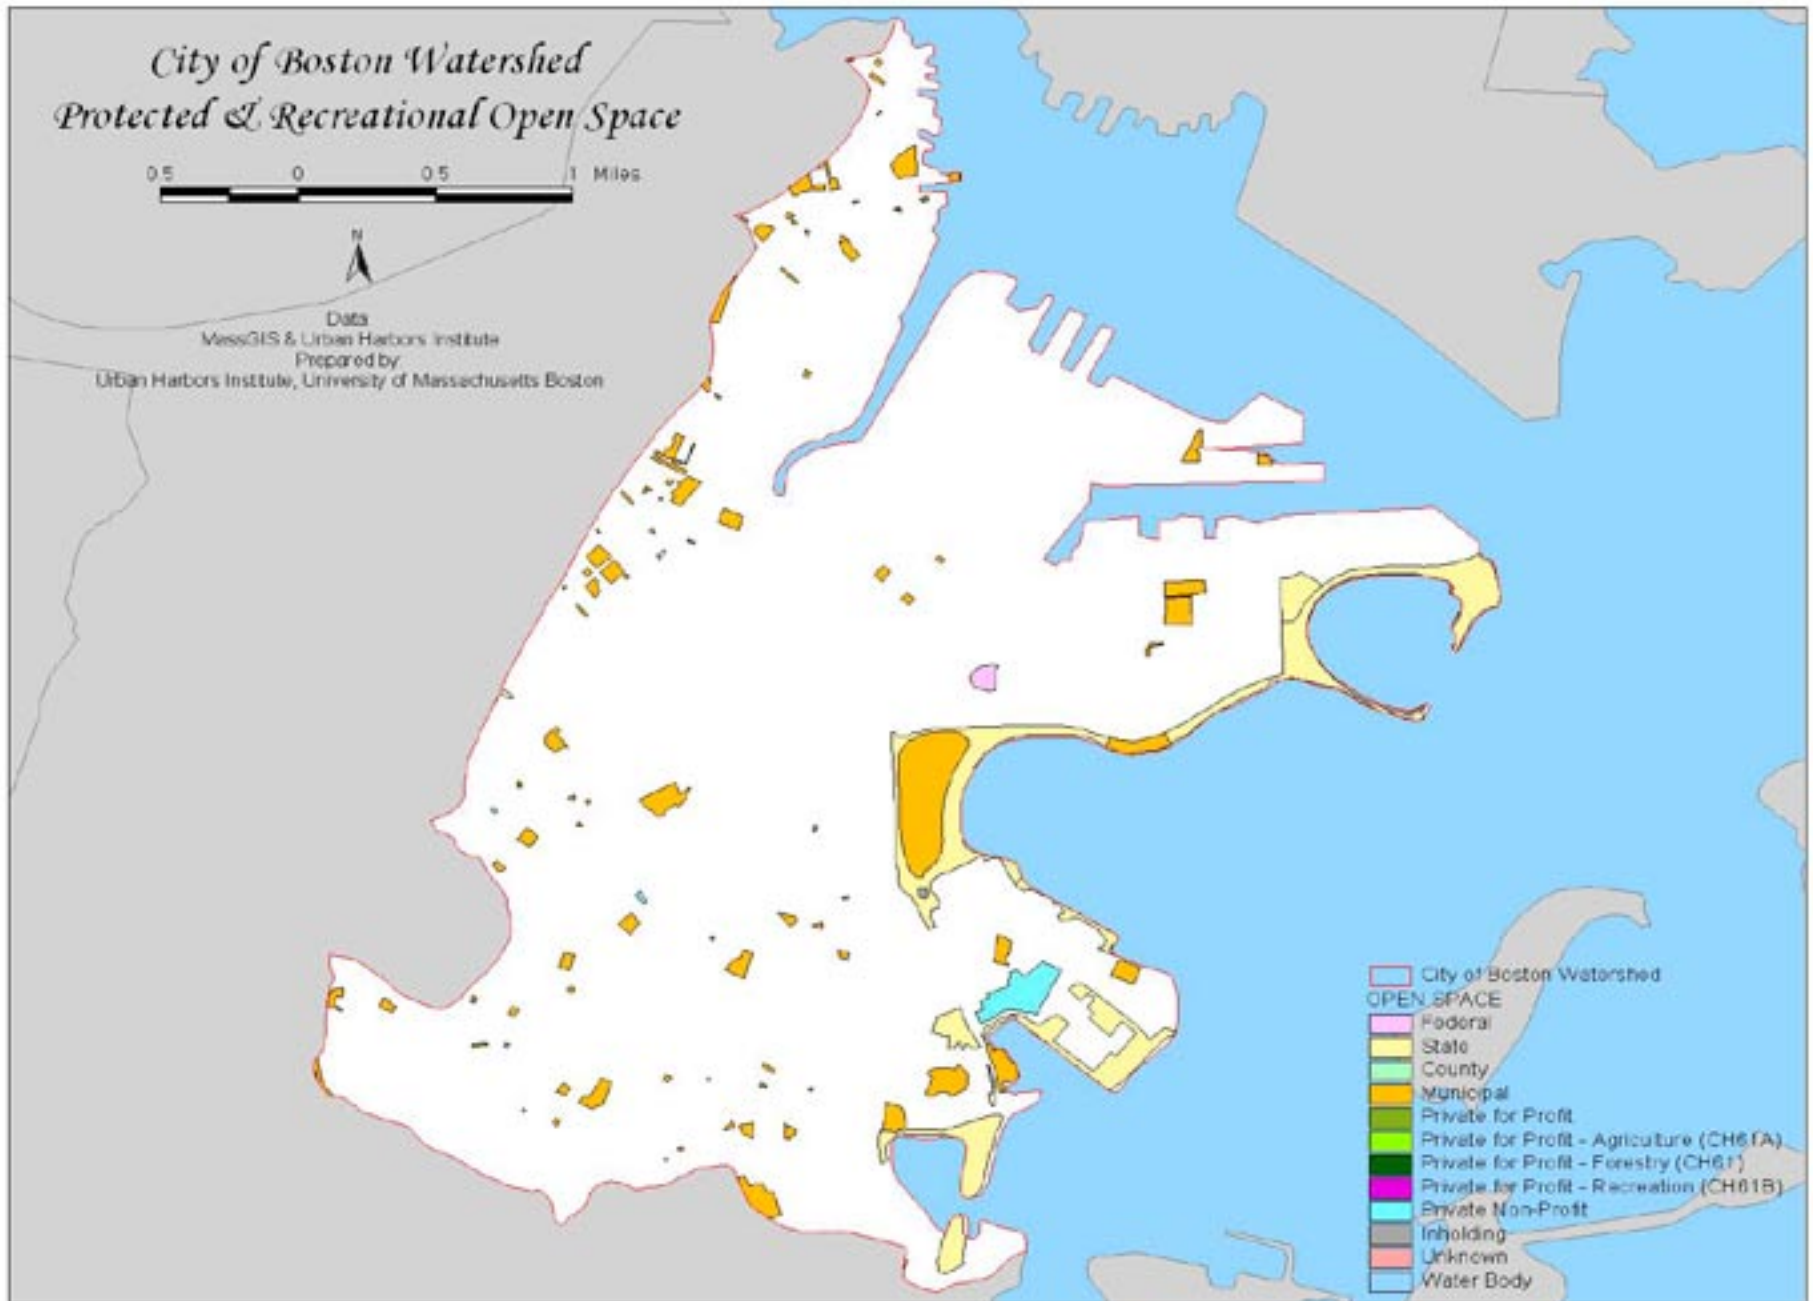 City of Boston Watershed
Protected & Recreational Open Space
0.5 0 0.5 1 Miles
N
Data
MassGIS & Urban Harbors Institute
Prepared by
Urban Harbors Institute, University of Massachusetts Boston
City of Boston Watershed
OPEN SPACE
Federal
State
County
Municipal
Private for Profit
Private for Profit - Agriculture (CH61A)
Private for Profit - Forestry (CH61)
Private for Profit - Recreation (CH61B)
Private Non-Profit
Inholding
Unknown
Water Body